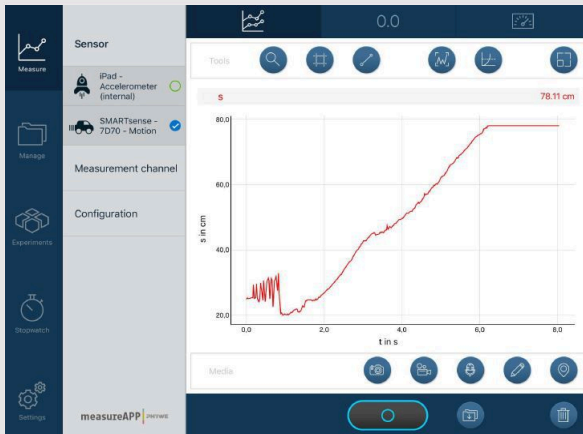 0.0
Measure
Sensor
iPad -
Accelerometer
(internal)
SMARTsense -
7D70 - Motion
Measurement channel
Configuration
Manage
Experiments
Stopwatch
Settings
measureAPP
Tools
s
78.11 cm
80,0
60,0
40,0
20,0
s in cm
0,0
2,0
4,0
6,0
8,0
t in s
Media